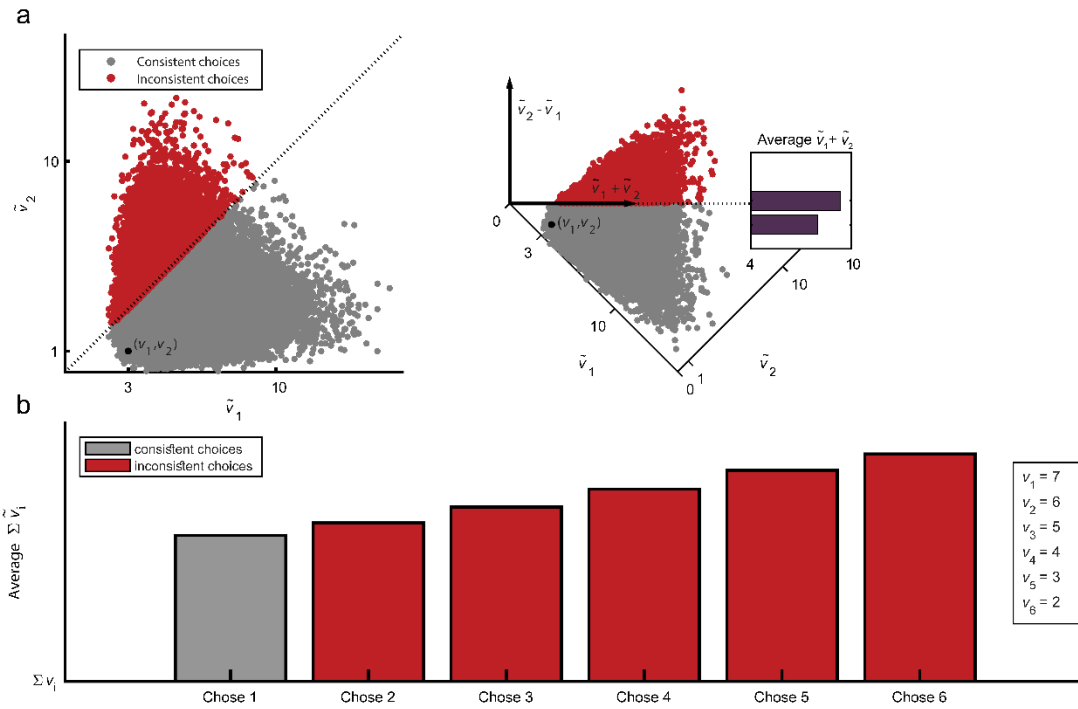 a
Consistent choices
Inconsistent choices
10
ṽ2
1
(v1,v2)
3
10
ṽ1
ṽ2 - ṽ1
ṽ1 + ṽ2
0
(v1,v2)
3
10
ṽ1
0
1
ṽ2
10
Average ṽ1+ ṽ2
4
10
b
consistent choices
inconsistent choices
Average Σ ṽi
Σ vi
Chose 1
Chose 2
Chose 3
Chose 4
Chose 5
Chose 6
v1 = 7
v2 = 6
v3 = 5
v4 = 4
v5 = 3
v6 = 2